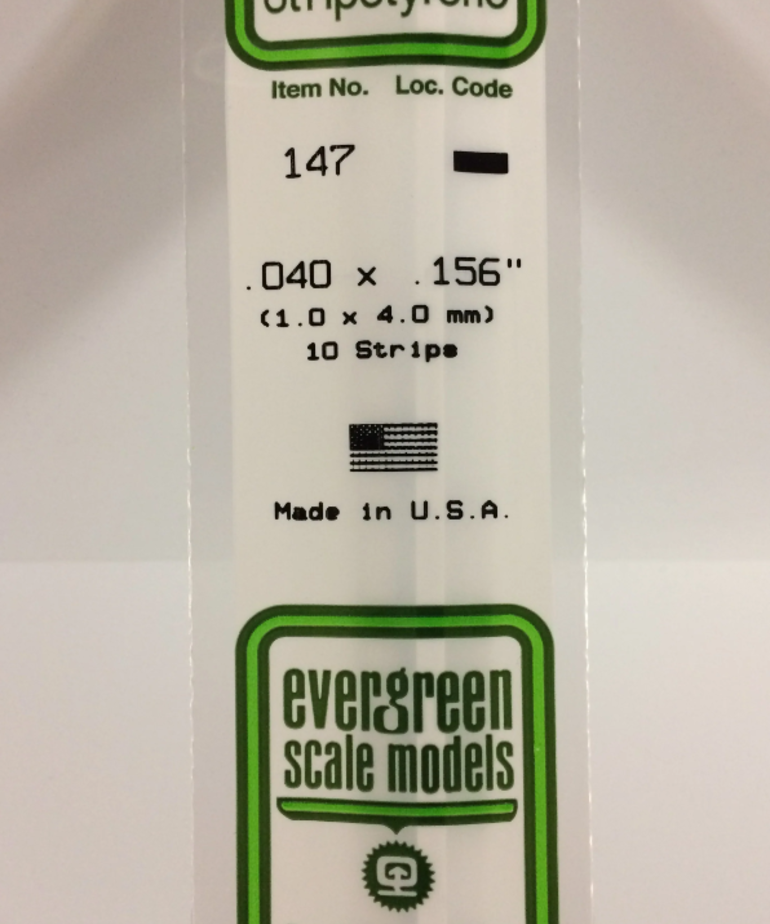 Item No. Loc. Code
147
.040 x .156"
(1.0 x 4.0 mm)
10 Strips
Made in U.S.A.
evergreen
scale models